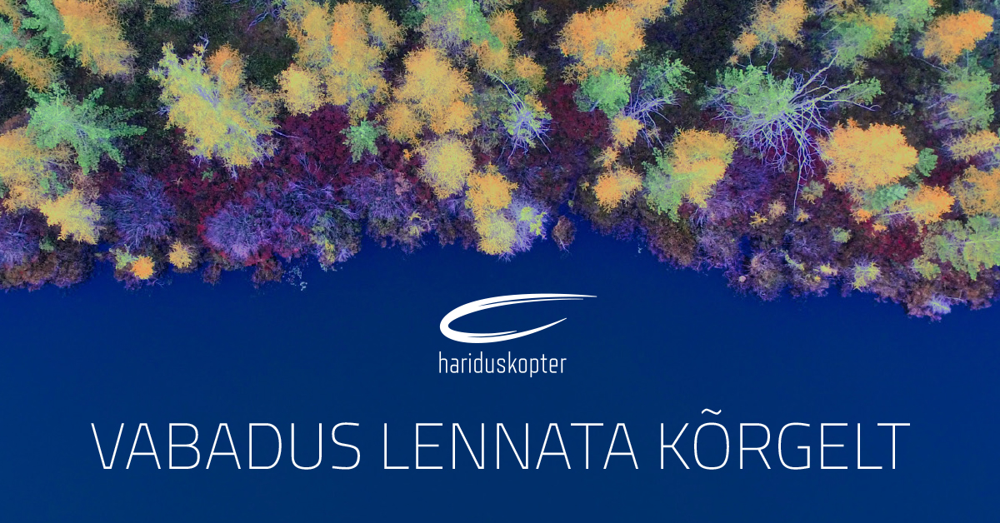 hariduskopter
VABADUS LENNATA KÕRGELT